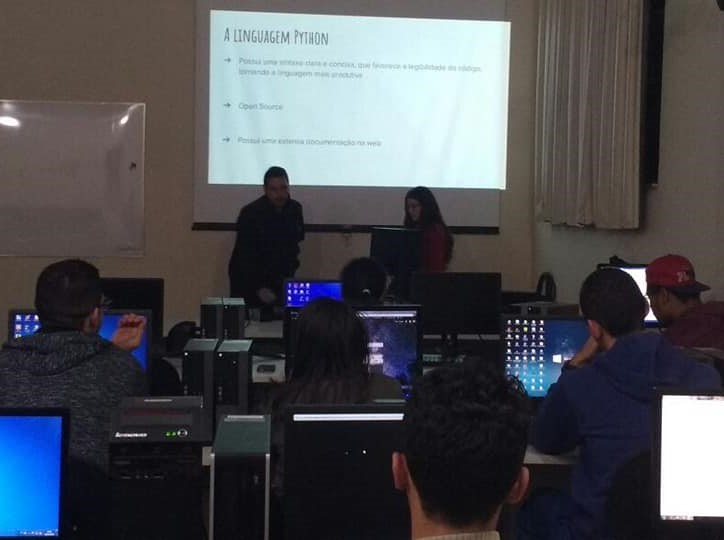 A LINGUAGEM PYTHON
→ Possui uma sintaxe clara e concisa, que favorece a legibilidade do código,
tornando a linguagem mais produtiva
→ Open Source
→ Possui uma extensa documentação na web
lenovo